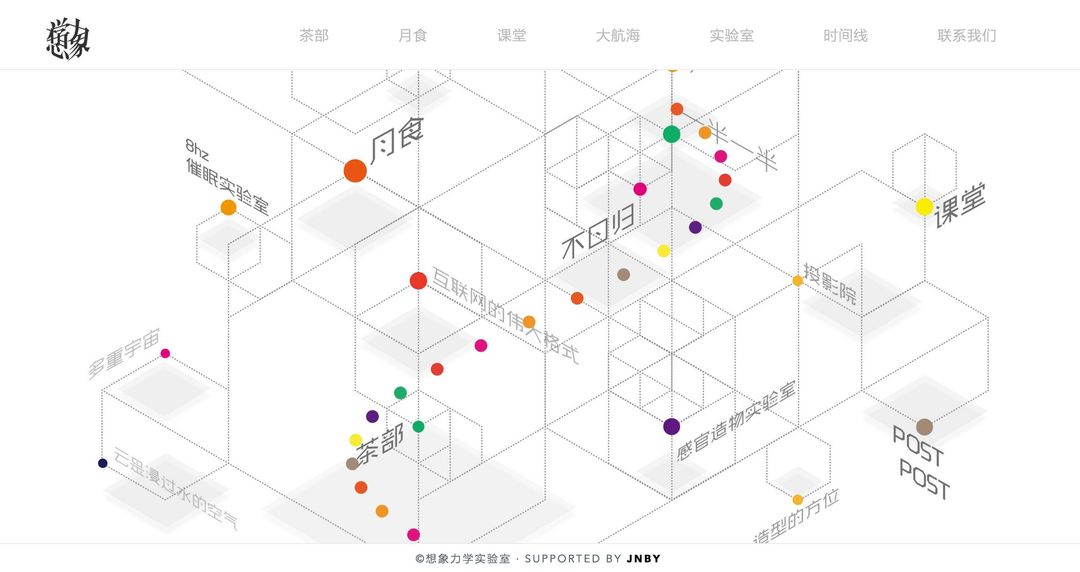 想象力学
茶部 月食 课堂 大航海 实验室 时间线 联系我们
月食
8hz
催眠实验室
一半一半
不日归
课堂
互联网的伟大格式
投影院
多重宇宙
茶部
感官造物实验室
云是浸过水的空气
POST
POST
造型的方位
©想象力学实验室 · SUPPORTED BY JNBY